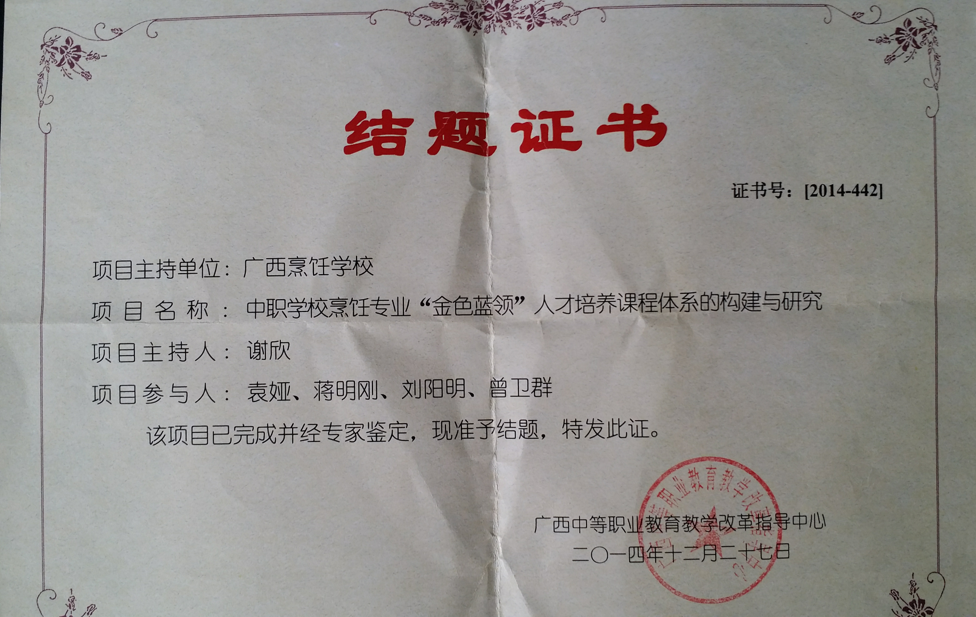 结题证书
证书号：[2014-442]
项目主持单位：广西烹饪学校
项目名称：中职学校烹饪专业“金色蓝领”人才培养课程体系的构建与研究
项目主持人：谢欣
项目参与人：袁娅、蒋明刚、刘阳明、曾卫群
该项目已完成并经专家鉴定，现准予结题，特发此证。
广西中等职业教育教学改革指导中心
二〇一四年十二月二十七日